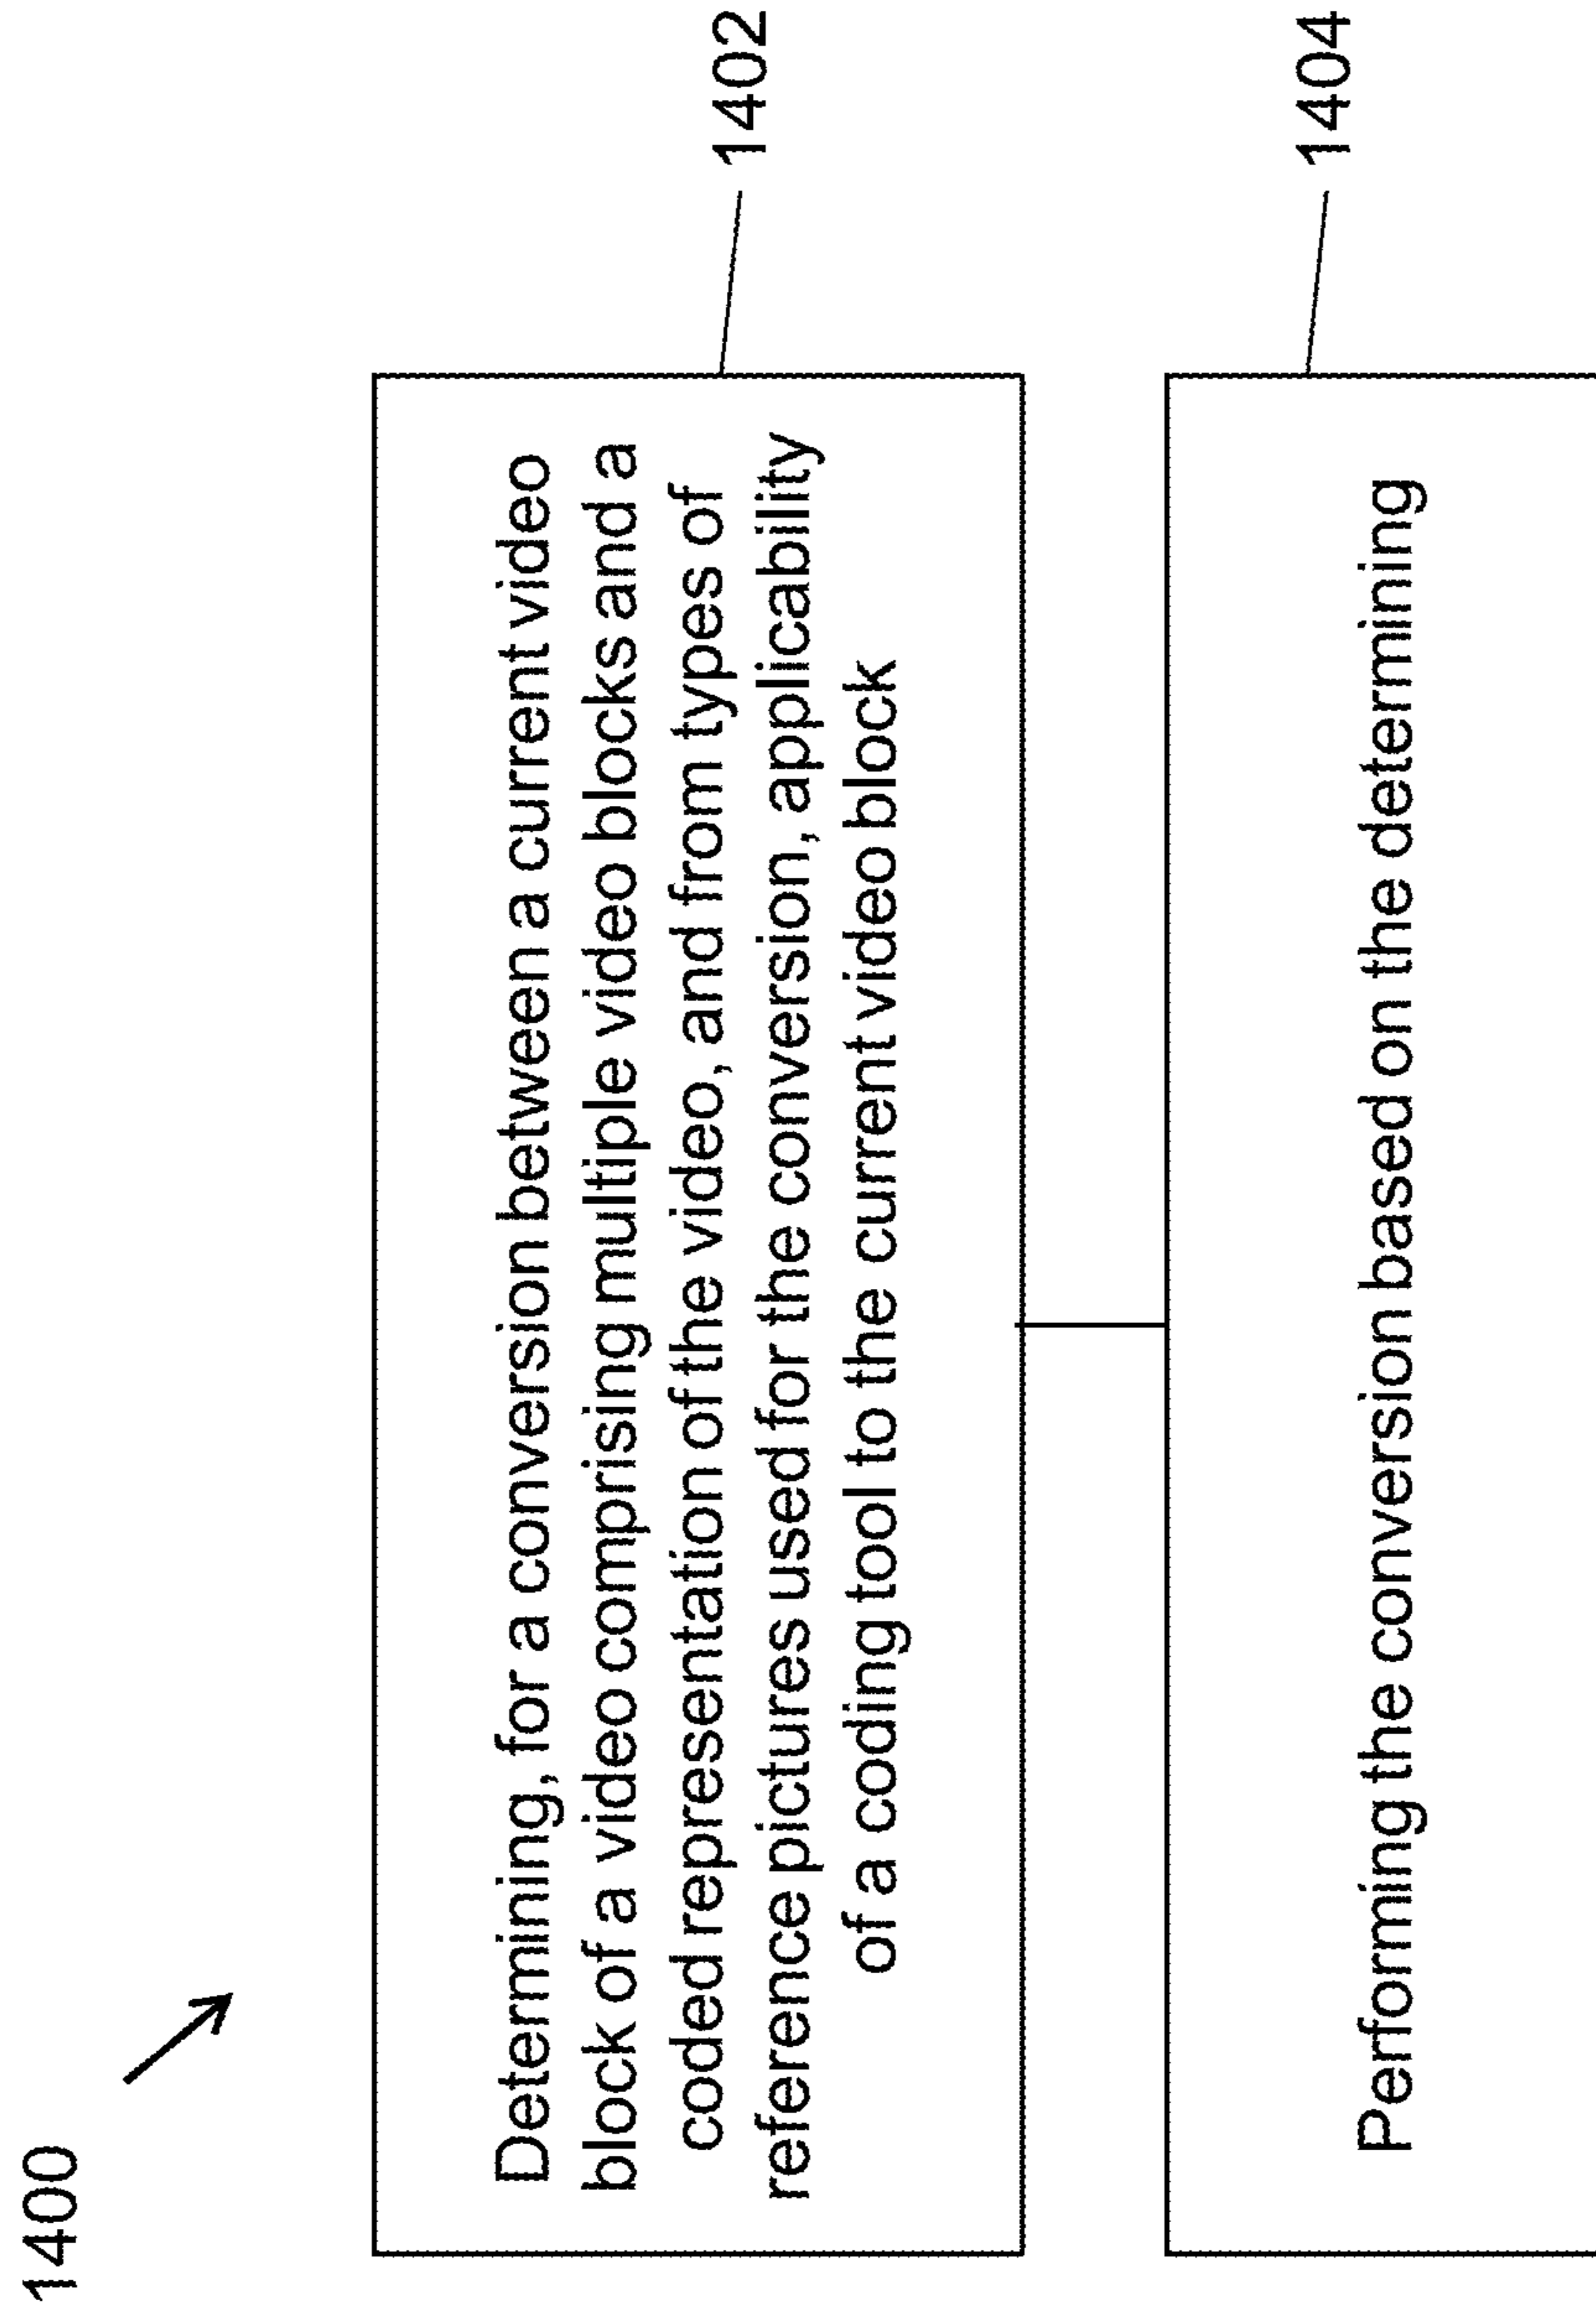 1400
Determining, for a conversion between a current video
block of a video comprising multiple video blocks and a
coded representation of the video, and from types of
reference pictures used for the conversion, applicability
of a coding tool to the current video block
1402
Performing the conversion based on the determining
1404